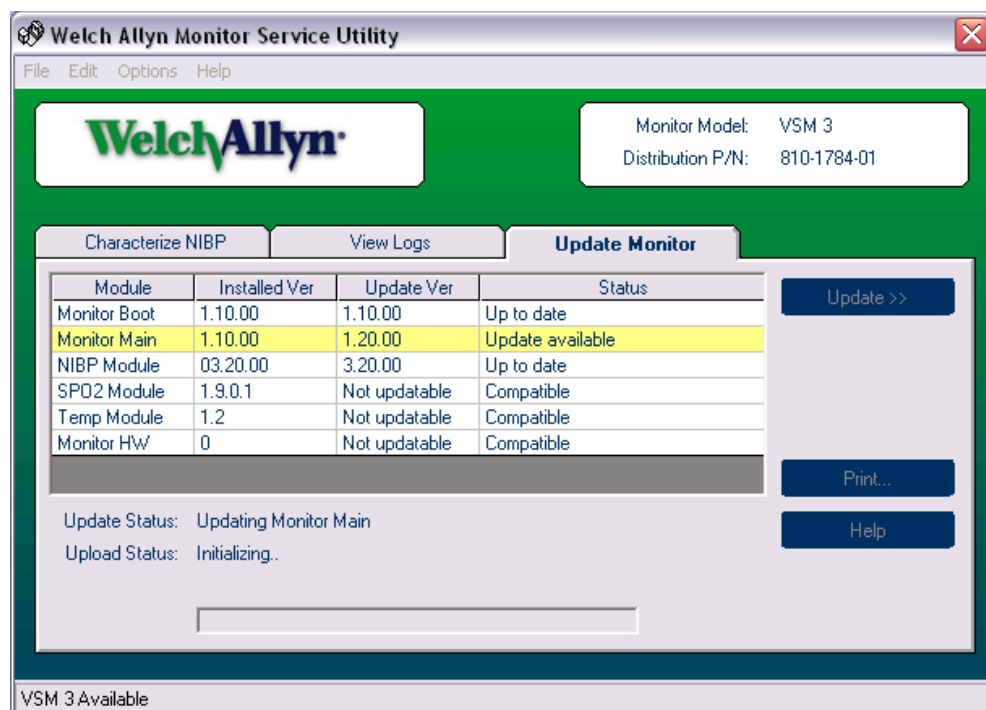 Welch Allyn Monitor Service Utility
File Edit Options Help
WelchAllyn
Monitor Model: VSM 3
Distribution P/N: 810-1784-01
Characterize NIBP View Logs Update Monitor
Module Installed Ver Update Ver Status
Monitor Boot 1.10.00 1.10.00 Up to date
Monitor Main 1.10.00 1.20.00 Update available
NIBP Module 03.20.00 3.20.00 Up to date
SPO2 Module 1.9.0.1 Not updatable Compatible
Temp Module 1.2 Not updatable Compatible
Monitor HW 0 Not updatable Compatible
Update >>
Print...
Help
Update Status: Updating Monitor Main
Upload Status: Initializing..
VSM 3 Available